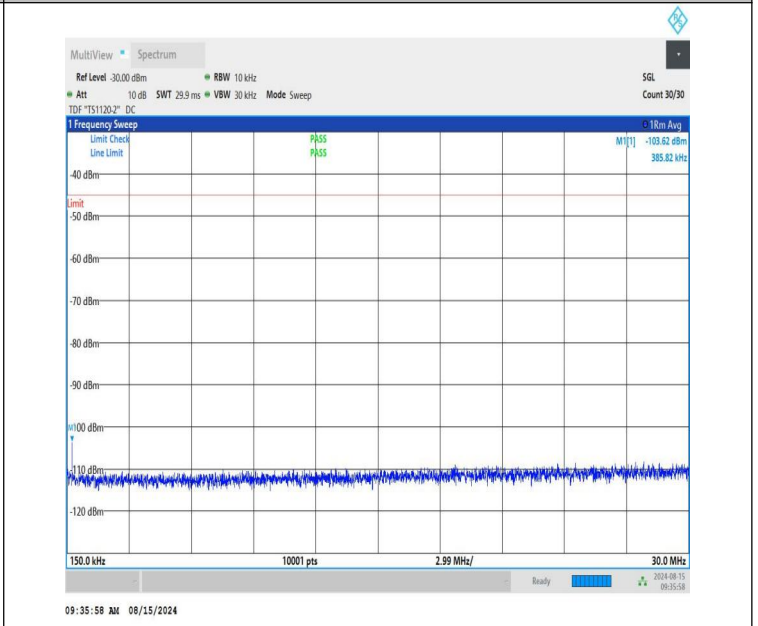 MultiView Spectrum
Ref Level -30.00 dBm RBW 10 kHz SGL
Att 10 dB SWT 29.9 ms VBW 30 kHz Mode Sweep Count 30/30
TDF "TS1120-2" DC
1 Frequency Sweep 1Rm Avg
Limit Check PASS M1[1] -103.62 dBm
Line Limit PASS 385.82 kHz
-40 dBm
Limit
-50 dBm
-60 dBm
-70 dBm
-80 dBm
-90 dBm
M1
-100 dBm
-110 dBm
-120 dBm
150.0 kHz 10001 pts 2.99 MHz/ 30.0 MHz
Ready 2024-08-15
09:35:58
09:35:58 AM 08/15/2024